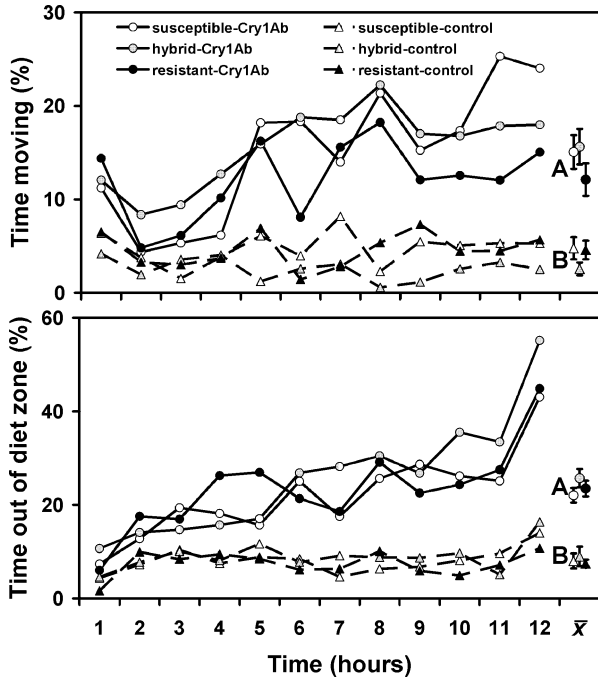 susceptible-Cry1Ab
hybrid-Cry1Ab
resistant-Cry1Ab
susceptible-control
hybrid-control
resistant-control
Time moving (%)
30
20
10
0
A
B
Time out of diet zone (%)
60
40
20
0
A
B
1 2 3 4 5 6 7 8 9 10 11 12 x̅
Time (hours)